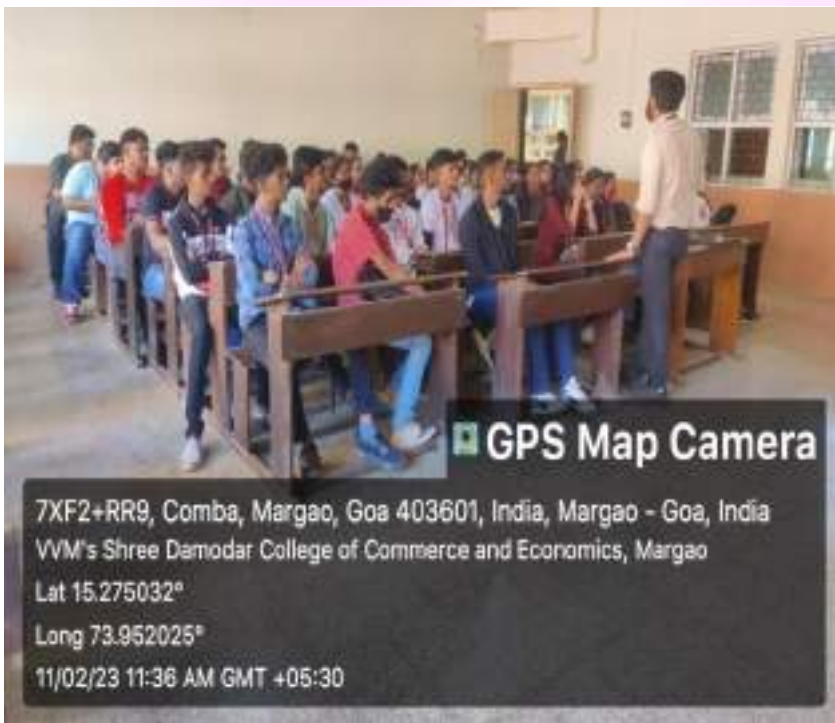 GPS Map Camera
7XF2+RR9, Comba, Margao, Goa 403601, India, Margao - Goa, India
VVM's Shree Damodar College of Commerce and Economics, Margao
Lat 15.275032°
Long 73.952025°
11/02/23 11:36 AM GMT +05:30